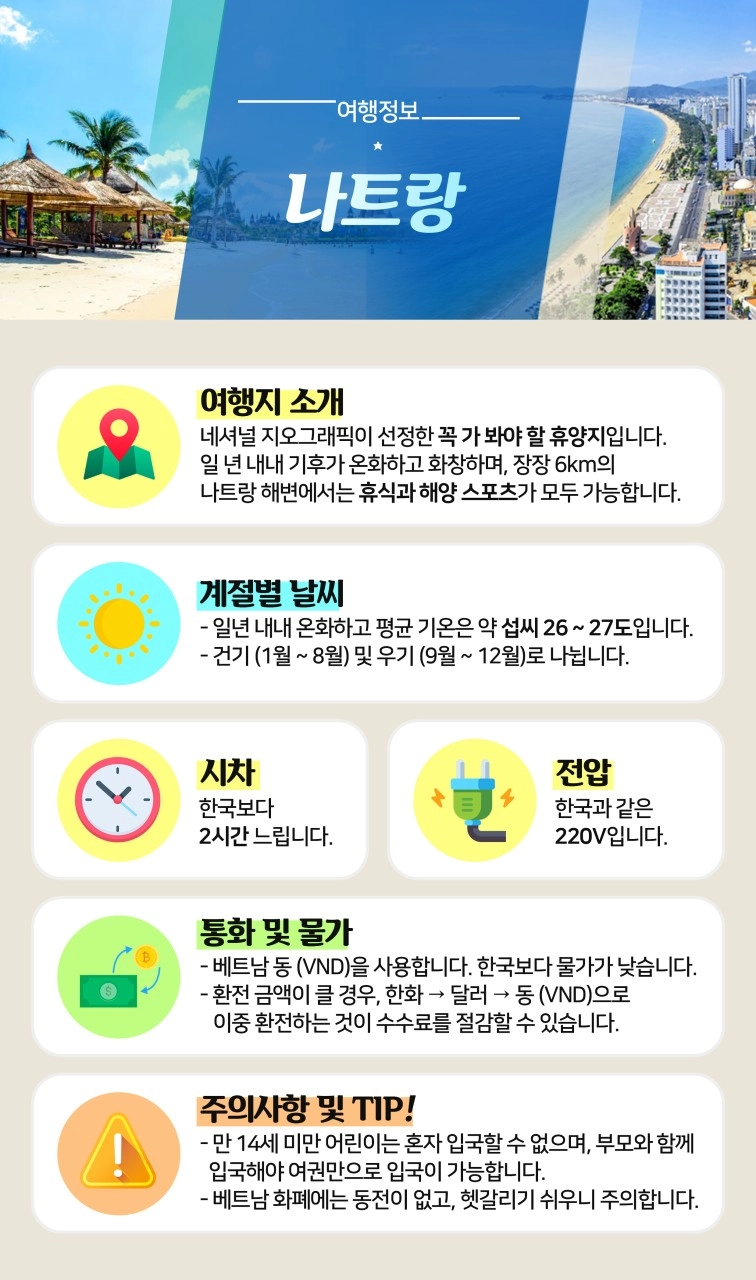 여행정보
나트랑
여행지 소개
네셔널 지오그래픽이 선정한 꼭 가 봐야 할 휴양지입니다.
일 년 내내 기후가 온화하고 화창하며, 장장 6km의
나트랑 해변에서는 휴식과 해양 스포츠가 모두 가능합니다.
계절별 날씨
- 일년 내내 온화하고 평균 기온은 약 섭씨 26 ~ 27도입니다.
- 건기 (1월 ~ 8월) 및 우기 (9월 ~ 12월)로 나뉩니다.
시차
한국보다
2시간 느립니다.
전압
한국과 같은
220V입니다.
통화 및 물가
- 베트남 동 (VND)을 사용합니다. 한국보다 물가가 낮습니다.
- 환전 금액이 클 경우, 한화 → 달러 → 동 (VND)으로
이중 환전하는 것이 수수료를 절감할 수 있습니다.
주의사항 및 TIP!
- 만 14세 미만 어린이는 혼자 입국할 수 없으며, 부모와 함께
입국해야 여권만으로 입국이 가능합니다.
- 베트남 화폐에는 동전이 없고, 헷갈리기 쉬우니 주의합니다.